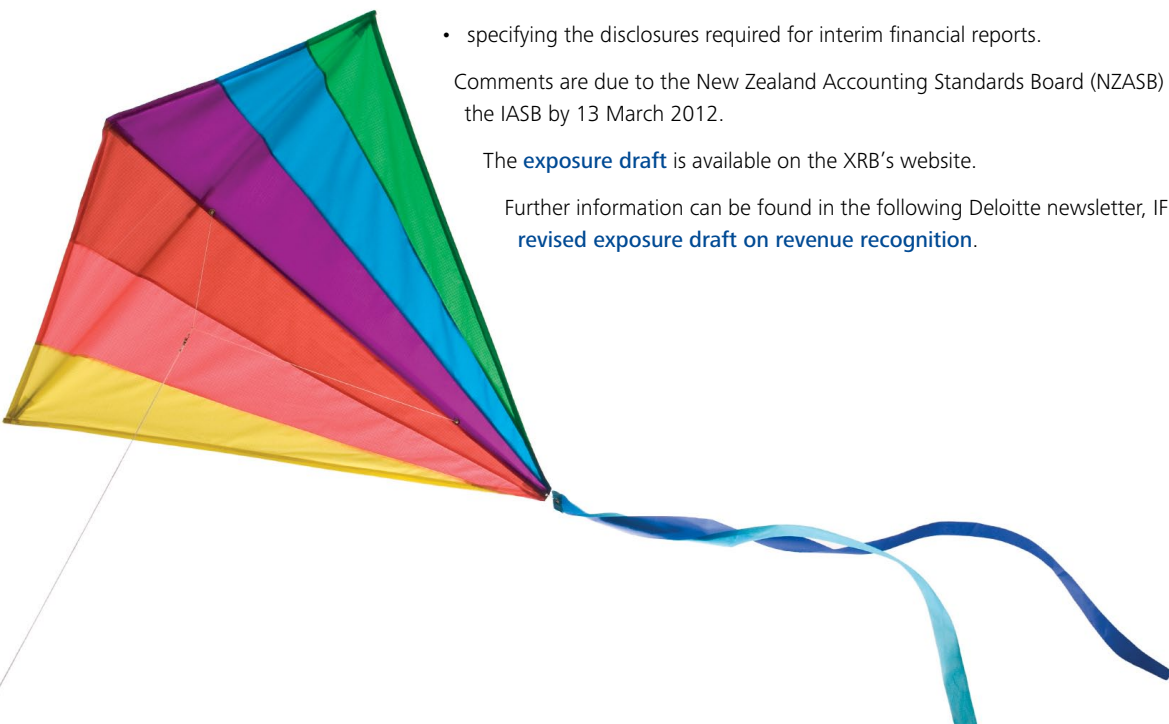 • specifying the disclosures required for interim financial reports.
Comments are due to the New Zealand Accounting Standards Board (NZASB)
the IASB by 13 March 2012.
The exposure draft is available on the XRB’s website.
Further information can be found in the following Deloitte newsletter, IF
revised exposure draft on revenue recognition.